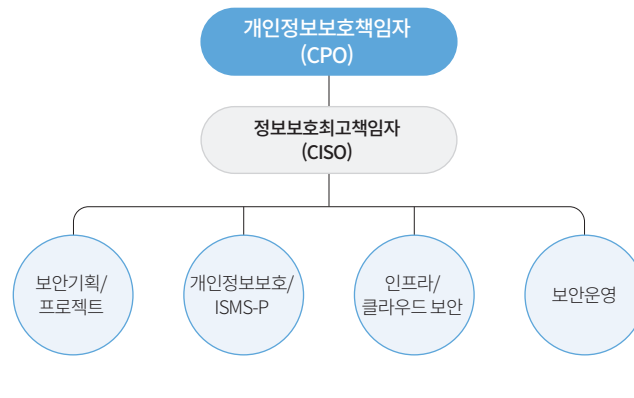 개인정보보호책임자
(CPO)
정보보호최고책임자
(CISO)
보안기획/
프로젝트
개인정보보호/
ISMS-P
인프라/
클라우드 보안
보안운영